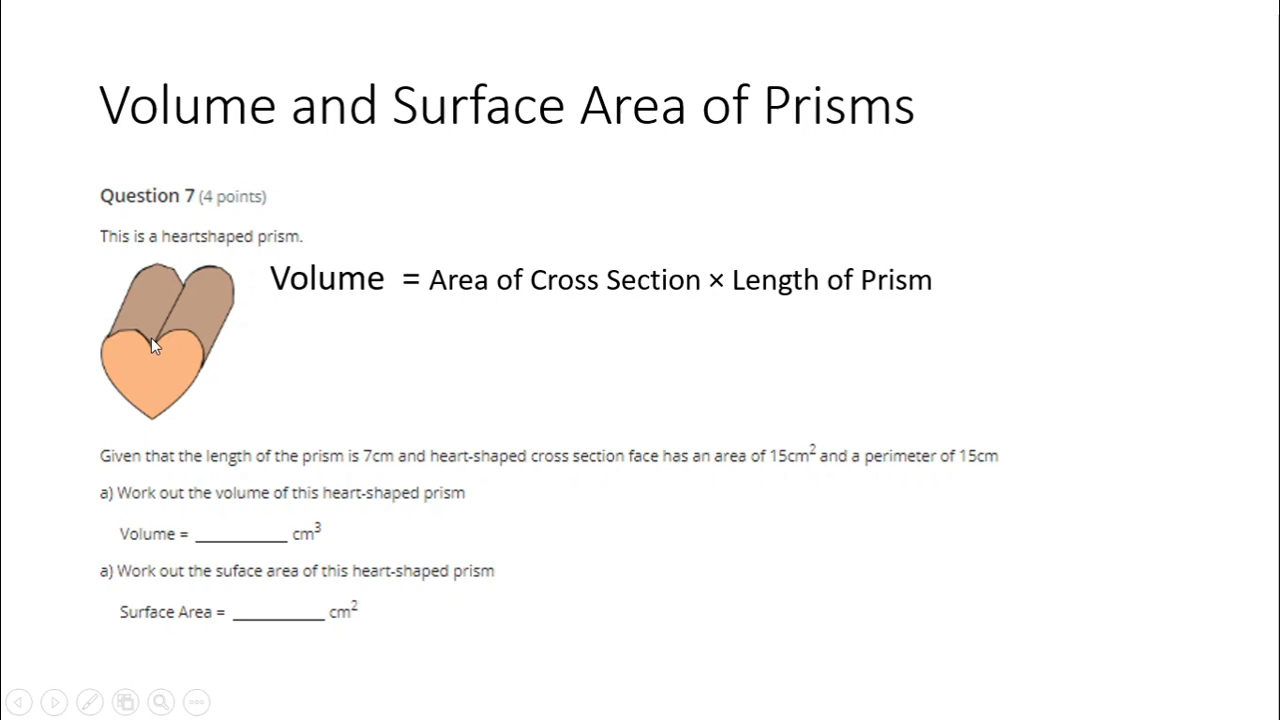 Volume and Surface Area of Prisms
Question 7 (4 points)
This is a heartshaped prism.
Volume = Area of Cross Section × Length of Prism
Given that the length of the prism is 7cm and heart-shaped cross section face has an area of 15cm² and a perimeter of 15cm
a) Work out the volume of this heart-shaped prism
Volume = __________ cm³
a) Work out the suface area of this heart-shaped prism
Surface Area = __________ cm²